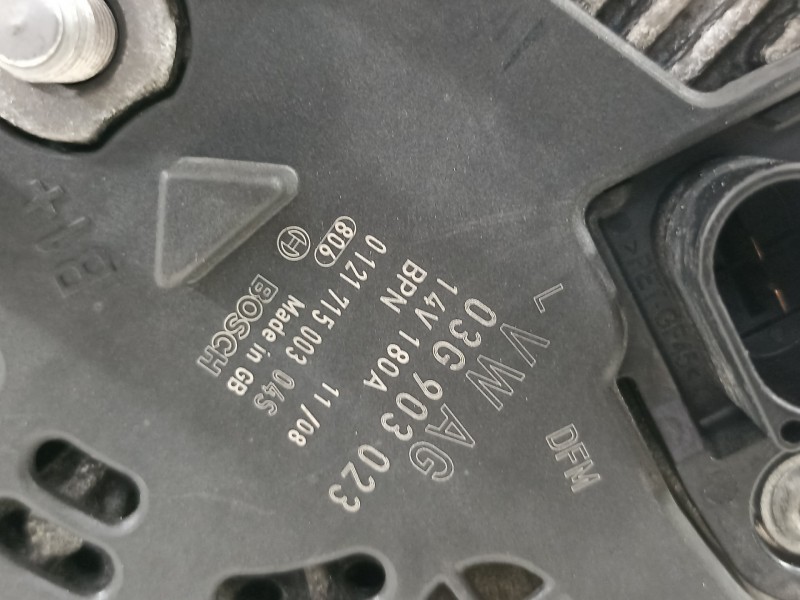 B+
L
DFM
VW AG
03G 903 023
14V 180A
BPN
0 121 715 003 04S 11/08
806
Made in GB
BOSCH